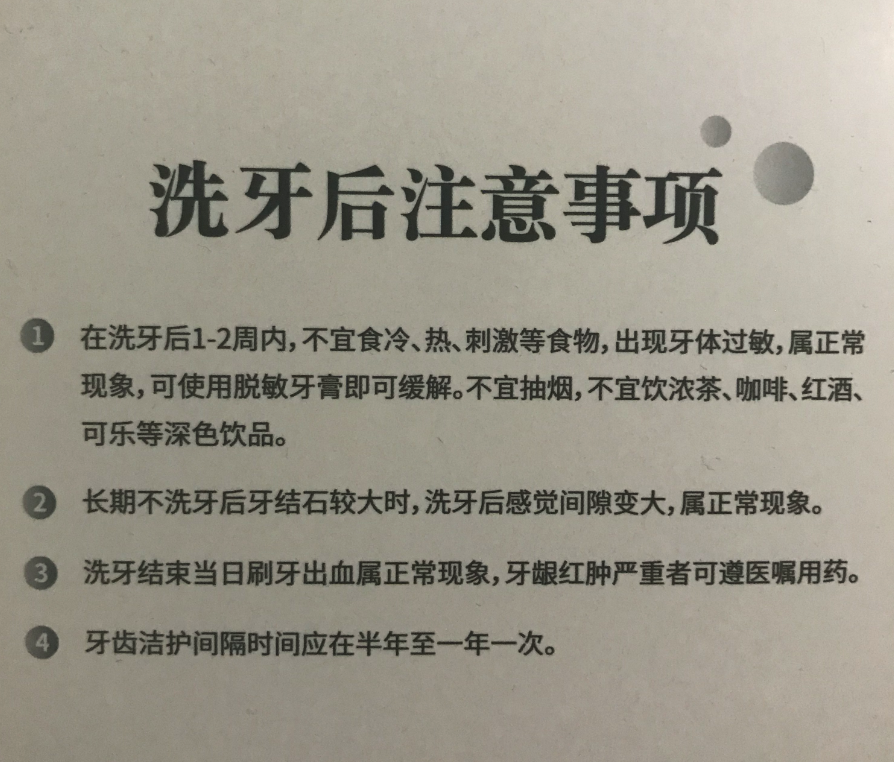 洗牙后注意事项
1 在洗牙后1-2周内，不宜食冷、热、刺激等食物，出现牙体过敏，属正常
现象，可使用脱敏牙膏即可缓解。不宜抽烟，不宜饮浓茶、咖啡、红酒、
可乐等深色饮品。
2 长期不洗牙后牙结石较大时，洗牙后感觉间隙变大，属正常现象。
3 洗牙结束当日刷牙出血属正常现象，牙龈红肿严重者可遵医嘱用药。
4 牙齿洁护间隔时间应在半年至一年一次。